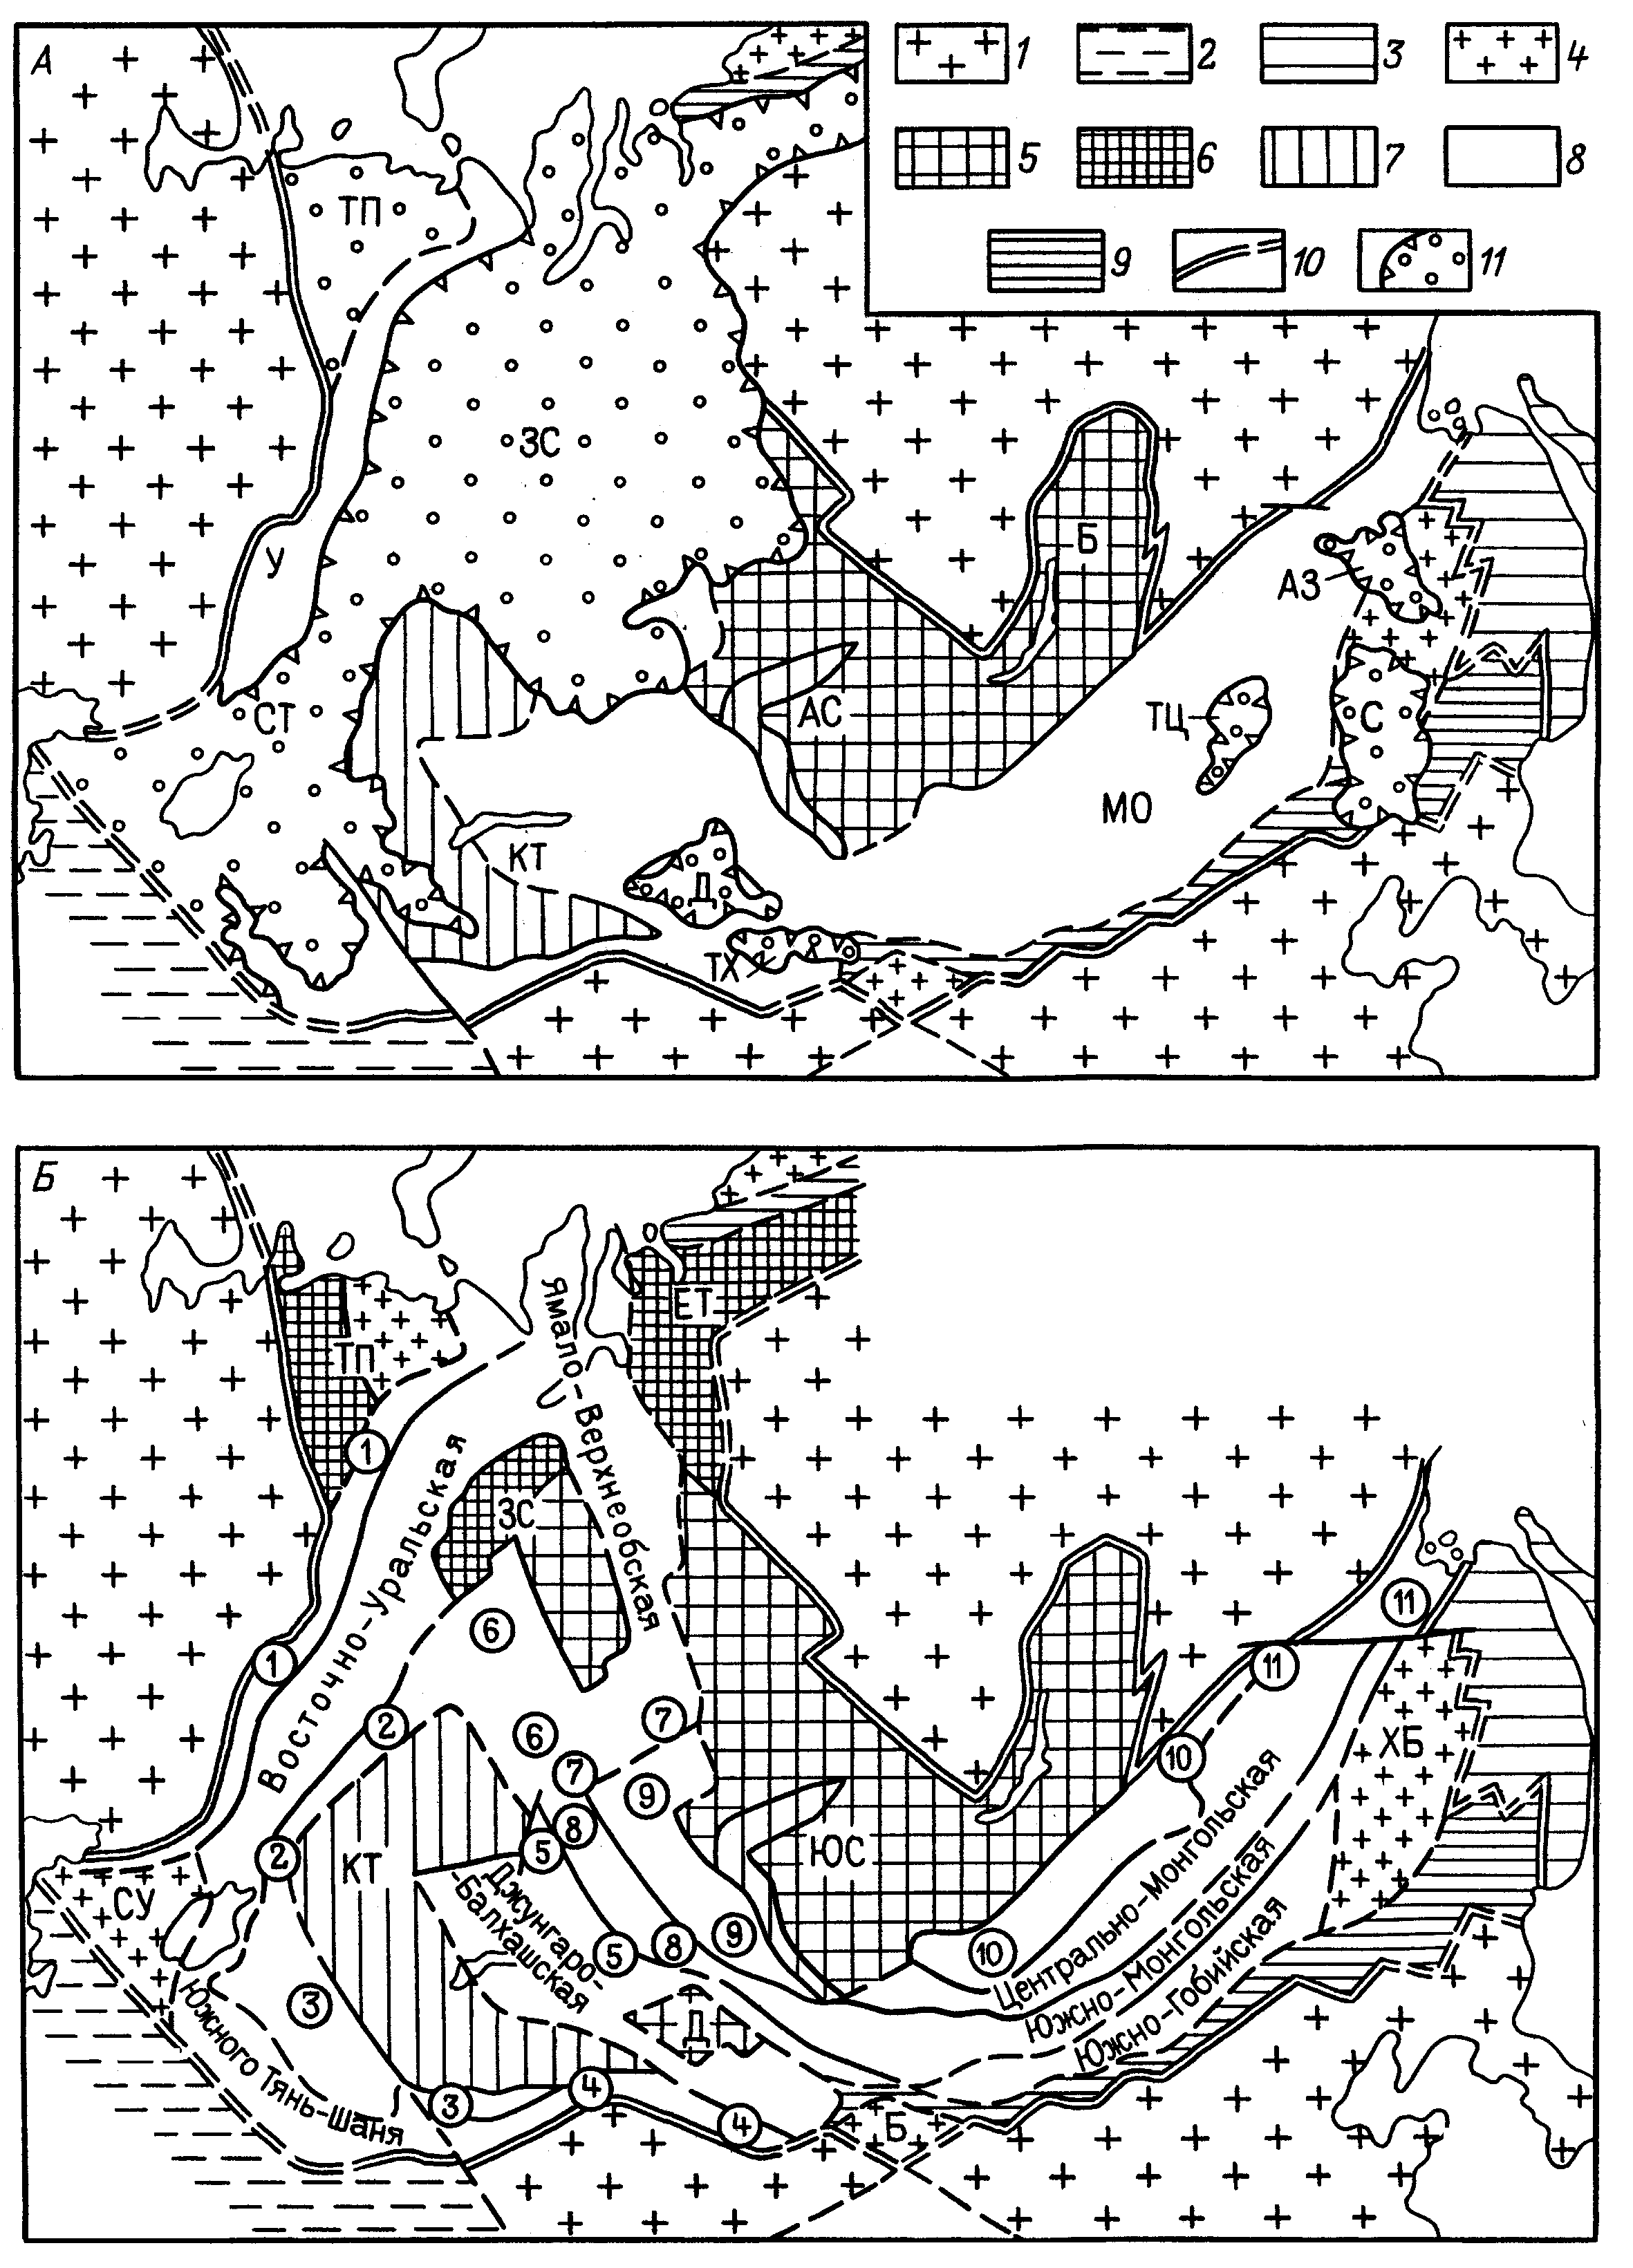 А
1
2
3
4
5
6
7
8
9
10
11
ТП
ЗС
У
Б
АЗ
СТ
АС
ТЦ
С
МО
КТ
Д
ТХ
Б
ЕТ
ТП
Ямало-Верхнеобская
1
Восточно-Уральская
ЗС
6
11
1
11
2
6
7
ХБ
7
10
9
8
5
ЮС
2
КТ
СУ
Джунгаро-
-Балхашская
9
8
5
10
Центрально-Монгольская
Южно-Монгольская
Южно-Гобийская
3
Южного Тянь-Шаня
Д
4
3
4
Б